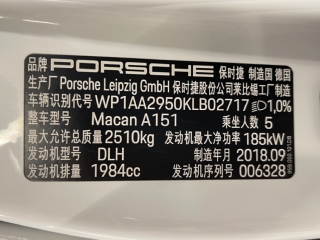 品牌 PORSCHE 保时捷 制造国 德国
生产厂 Porsche Leipzig GmbH 保时捷股份公司莱比锡工厂制造
车辆识别代号 WP1AA2950KLB02717 1,0%
整车型号 Macan A151 乘坐人数 5
最大允许总质量 2510kg 发动机最大净功率 185kW
发动机型号 DLH 制造年月 2018.09
发动机排量 1984cc 发动机序列号 006328